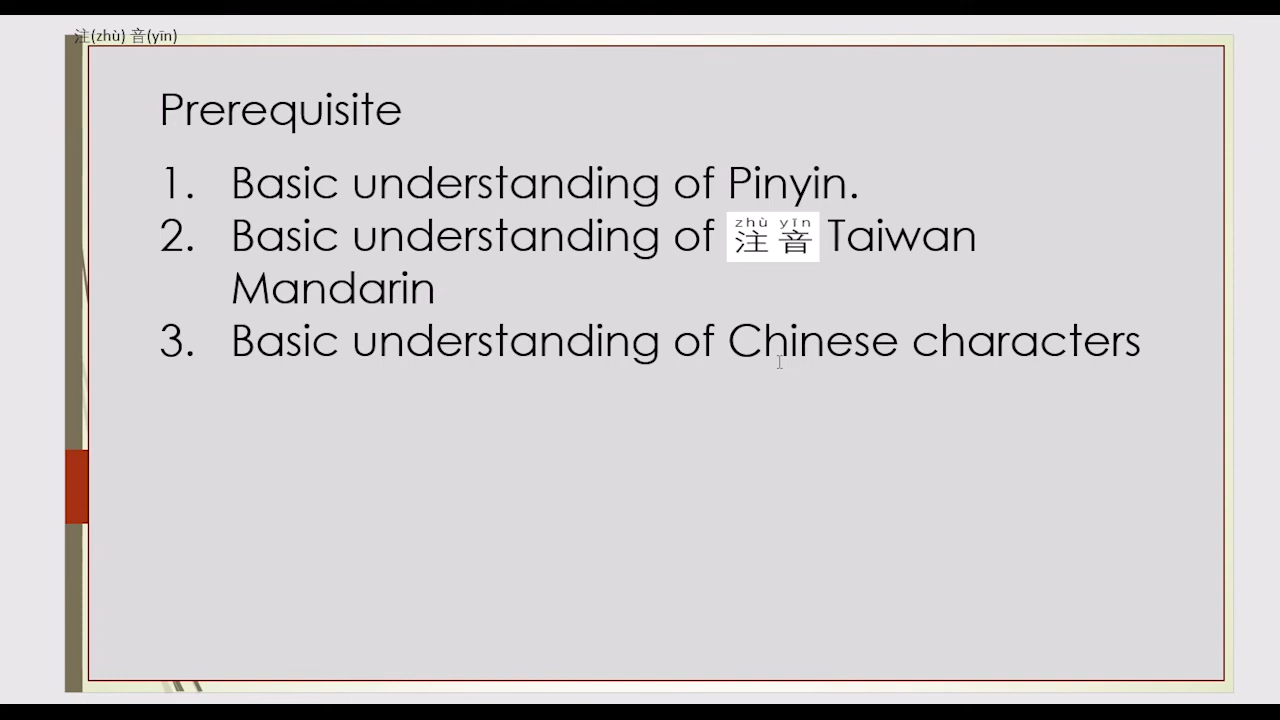 注(zhù) 音(yīn)
Prerequisite
1. Basic understanding of Pinyin.
zhù yīn
2. Basic understanding of 注 音 Taiwan
Mandarin
3. Basic understanding of Chinese characters